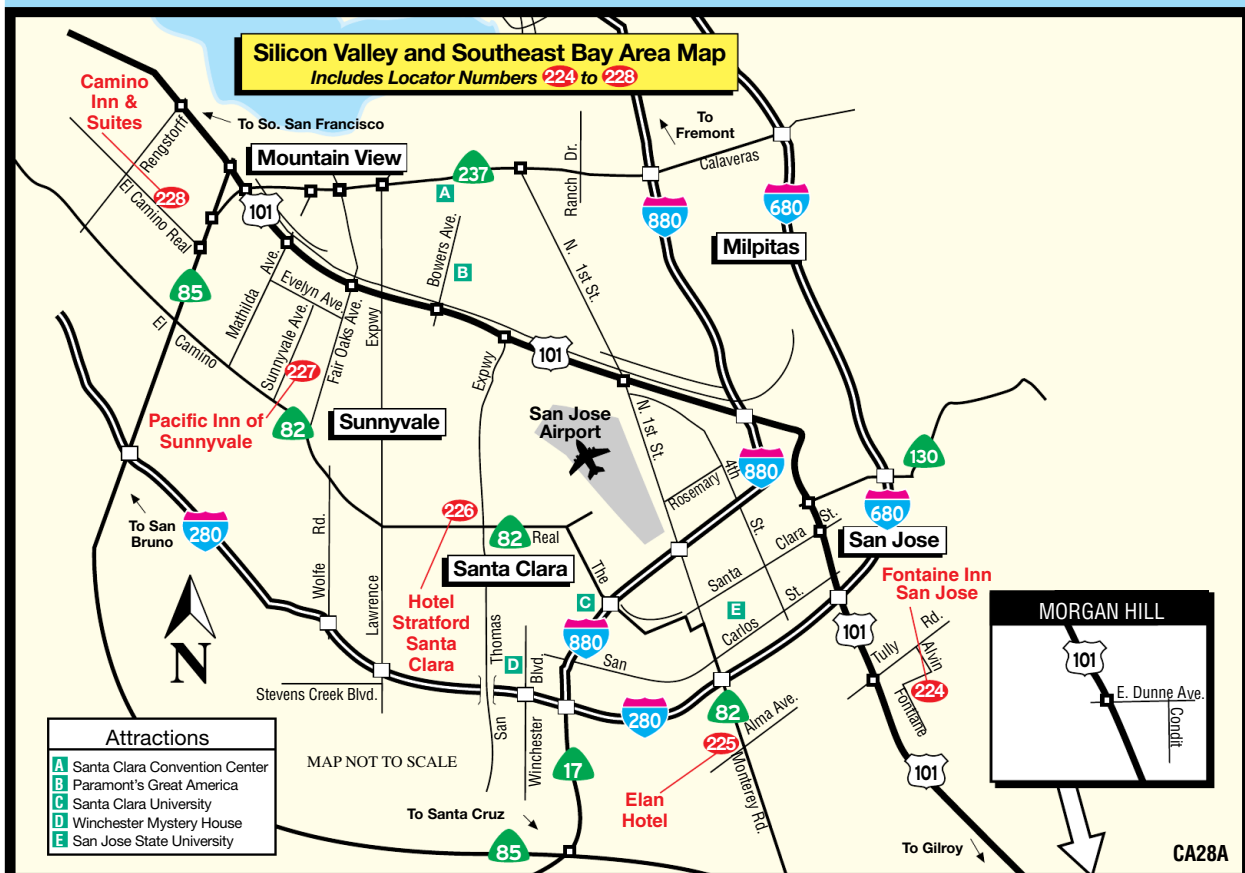 Silicon Valley and Southeast Bay Area Map
Includes Locator Numbers 224 to 228
Camino
Inn &
Suites
To So. San Francisco
To
Fremont
Rengstorff
Mountain View
237
Ranch Dr.
Calaveras
A
228
El Camino Real
101
880
680
Milpitas
Bowers Ave.
B
N. 1st St.
85
Mathilda Ave.
Evelyn Ave.
Sunnyvale Ave.
Fair Oaks Ave.
Expwy
El Camino
Expwy
101
227
Pacific Inn of
Sunnyvale
82
Sunnyvale
San Jose
Airport
N. 1st St.
880
130
Rosemary
4th St.
680
To San
Bruno
280
Wolfe Rd.
Lawrence
226
82
Real
Santa Clara
The
Santa Clara St.
San Jose
Fontaine Inn
San Jose
Hotel
Stratford
Santa
Clara
C
880
E
San Carlos St.
101
Tully Rd.
Alvin
224
Fontiane
MORGAN HILL
101
E. Dunne Ave.
Condit
N
San Thomas
D
Winchester Blvd.
Stevens Creek Blvd.
280
82
Alma Ave.
225
Monterey Rd.
101
MAP NOT TO SCALE
17
Elan
Hotel
To Santa Cruz
85
To Gilroy
CA28A
Attractions
A Santa Clara Convention Center
B Paramont's Great America
C Santa Clara University
D Winchester Mystery House
E San Jose State University